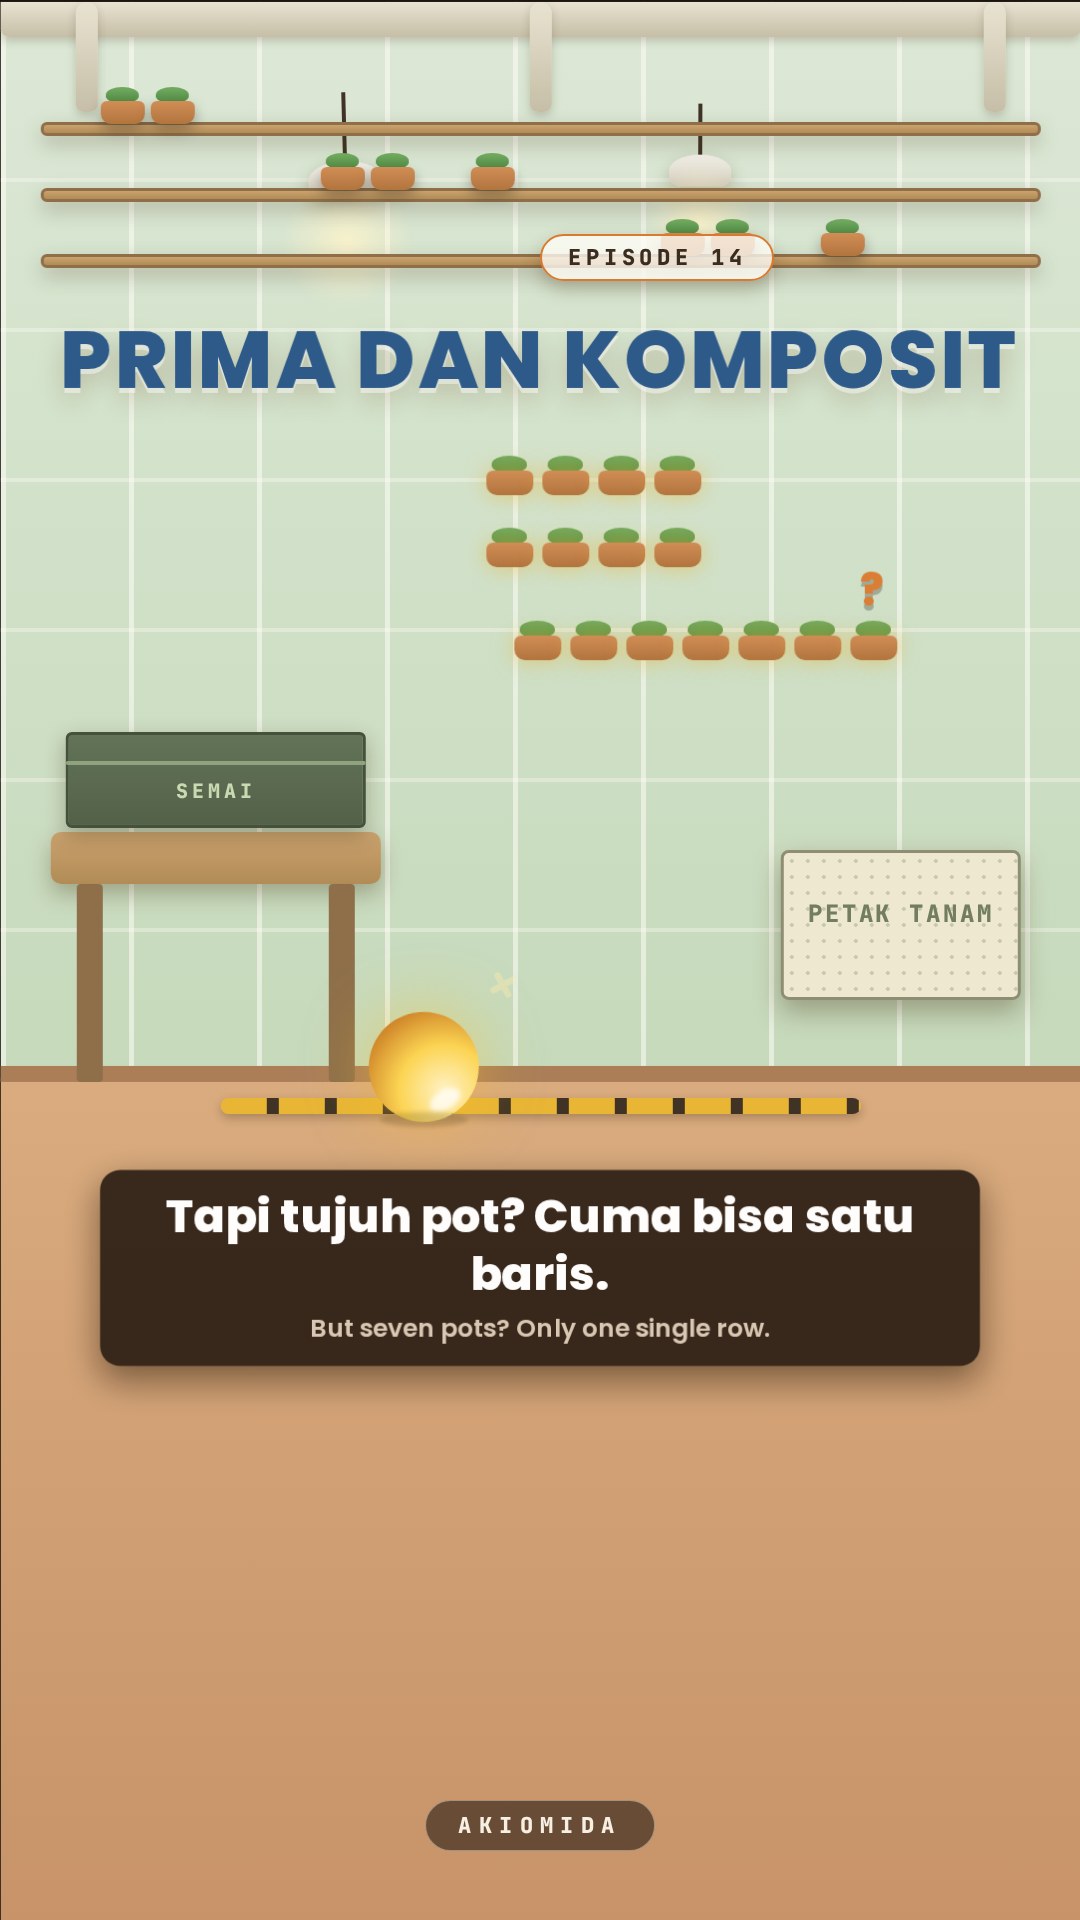 EPISODE 14
PRIMA DAN KOMPOSIT
?
SEMAI
PETAK TANAM
Tapi tujuh pot? Cuma bisa satu
baris.
But seven pots? Only one single row.
AKIOMIDA